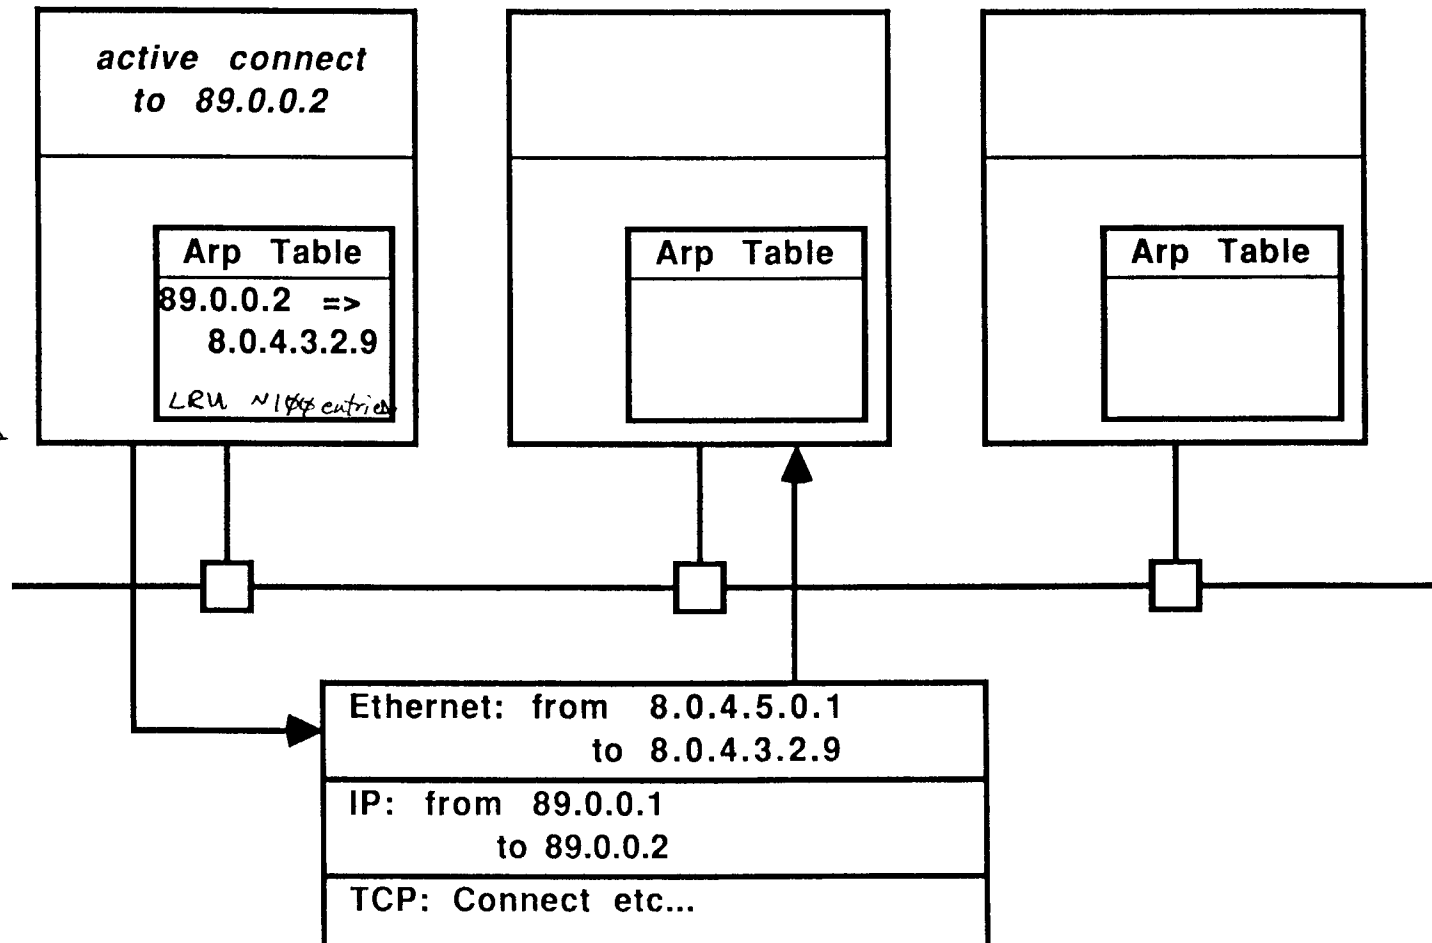 active connect
to 89.0.0.2
Arp Table
89.0.0.2 =>
8.0.4.3.2.9
LRU ~100 entries
Arp Table
Arp Table
Ethernet: from 8.0.4.5.0.1
to 8.0.4.3.2.9
IP: from 89.0.0.1
to 89.0.0.2
TCP: Connect etc...